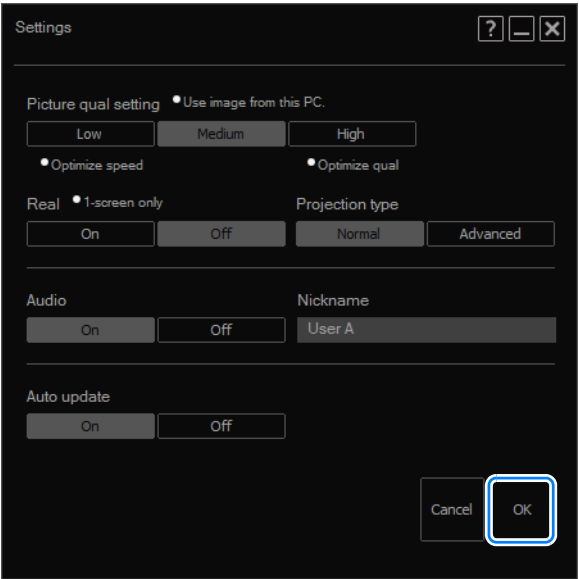 Settings ? _ X
Picture qual setting Use image from this PC.
Low Medium High
Optimize speed Optimize qual
Real 1-screen only Projection type
On Off Normal Advanced
Audio Nickname
On Off User A
Auto update
On Off
Cancel OK